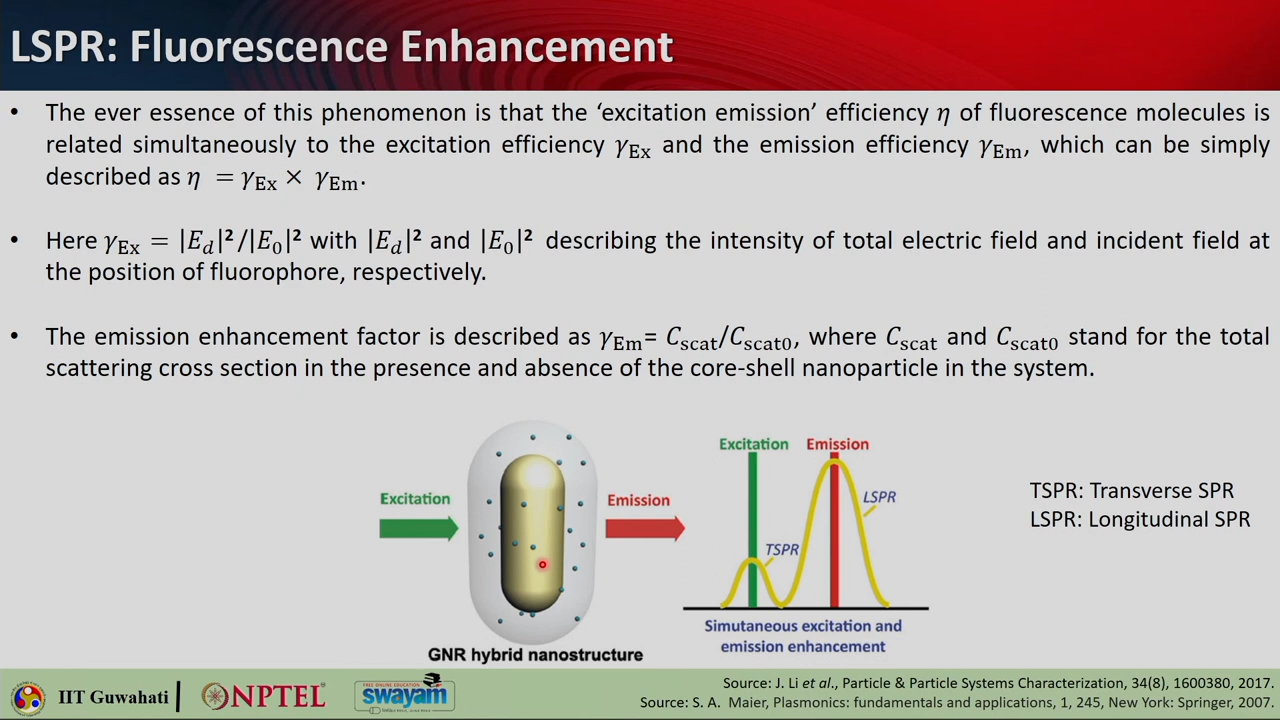 LSPR: Fluorescence Enhancement
• The ever essence of this phenomenon is that the ‘excitation emission’ efficiency η of fluorescence molecules is
related simultaneously to the excitation efficiency γEx and the emission efficiency γEm, which can be simply
described as η = γEx × γEm.
• Here γEx = |Ed|²/|E0|² with |Ed|² and |E0|² describing the intensity of total electric field and incident field at
the position of fluorophore, respectively.
• The emission enhancement factor is described as γEm= Cscat/Cscat0, where Cscat and Cscat0 stand for the total
scattering cross section in the presence and absence of the core-shell nanoparticle in the system.
Excitation
Emission
GNR hybrid nanostructure
Excitation Emission
LSPR
TSPR
Simutaneous excitation and
emission enhancement
TSPR: Transverse SPR
LSPR: Longitudinal SPR
IIT Guwahati
NPTEL
FREE ONLINE EDUCATION
swayam
Source: J. Li et al., Particle & Particle Systems Characterization, 34(8), 1600380, 2017.
Source: S. A. Maier, Plasmonics: fundamentals and applications, 1, 245, New York: Springer, 2007.